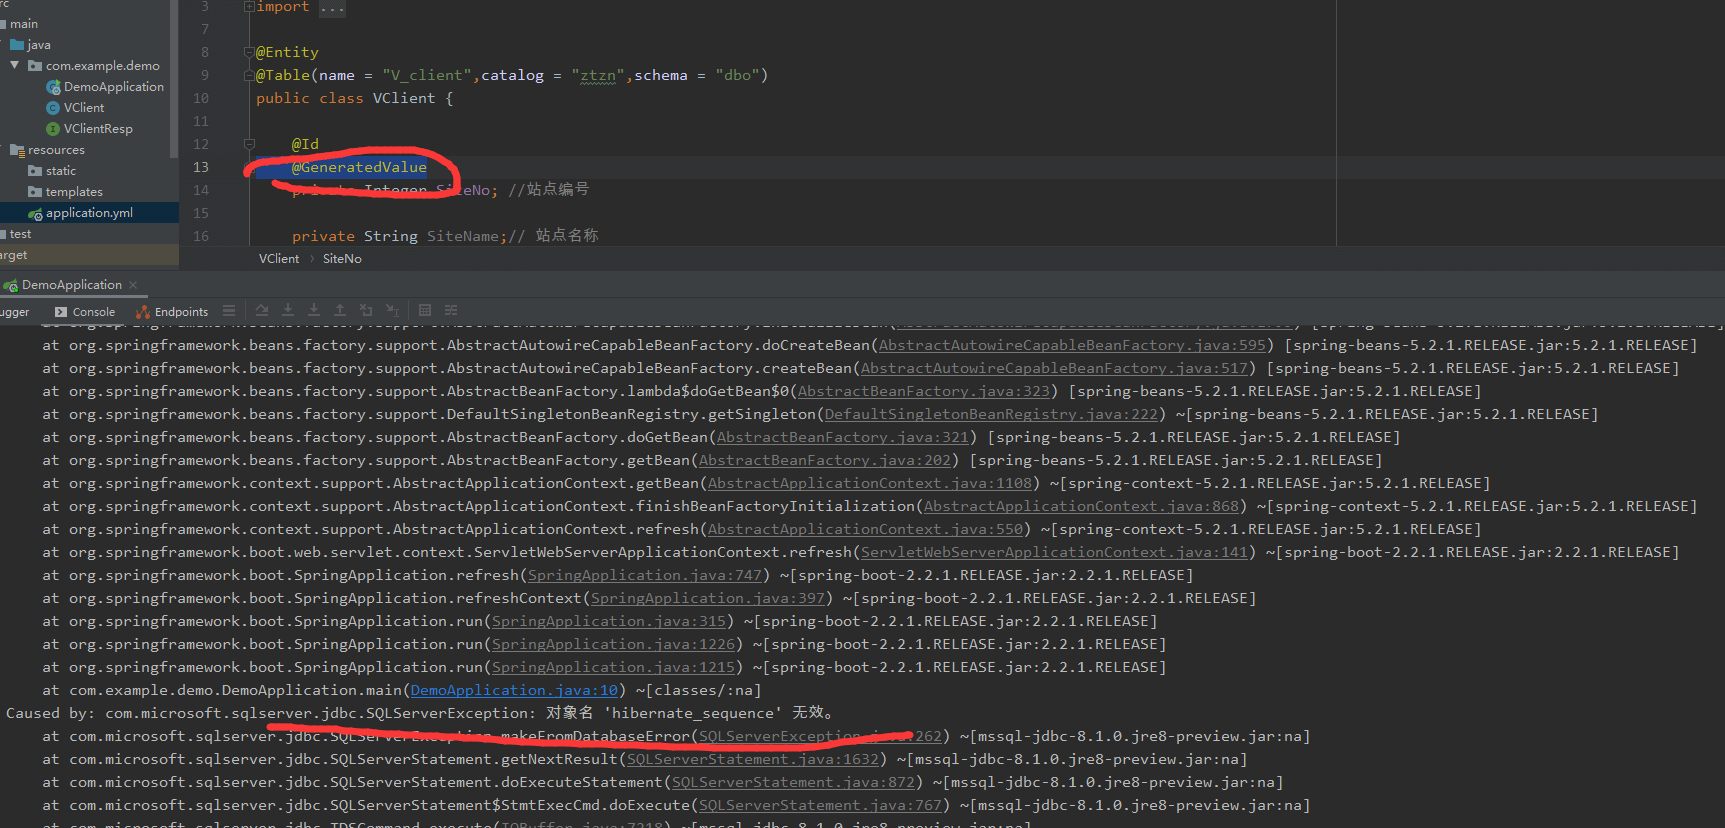 rc
main
java
com.example.demo
DemoApplication
VClient
VClientResp
resources
static
templates
application.yml
test
arget
3 import ...
7
8 @Entity
9 @Table(name = "V_client",catalog = "ztzn",schema = "dbo")
10 public class VClient {
11
12 @Id
13 @GeneratedValue
14 private Integer SiteNo; //站点编号
15
16 private String SiteName;// 站点名称
VClient › SiteNo
DemoApplication ×
ugger Console Endpoints
at org.springframework.beans.factory.support.AbstractAutowireCapableBeanFactory.doCreateBean(AbstractAutowireCapableBeanFactory.java:595) [spring-beans-5.2.1.RELEASE.jar:5.2.1.RELEASE]
at org.springframework.beans.factory.support.AbstractAutowireCapableBeanFactory.createBean(AbstractAutowireCapableBeanFactory.java:517) [spring-beans-5.2.1.RELEASE.jar:5.2.1.RELEASE]
at org.springframework.beans.factory.support.AbstractBeanFactory.lambda$doGetBean$0(AbstractBeanFactory.java:323) [spring-beans-5.2.1.RELEASE.jar:5.2.1.RELEASE]
at org.springframework.beans.factory.support.DefaultSingletonBeanRegistry.getSingleton(DefaultSingletonBeanRegistry.java:222) ~[spring-beans-5.2.1.RELEASE.jar:5.2.1.RELEASE]
at org.springframework.beans.factory.support.AbstractBeanFactory.doGetBean(AbstractBeanFactory.java:321) [spring-beans-5.2.1.RELEASE.jar:5.2.1.RELEASE]
at org.springframework.beans.factory.support.AbstractBeanFactory.getBean(AbstractBeanFactory.java:202) [spring-beans-5.2.1.RELEASE.jar:5.2.1.RELEASE]
at org.springframework.context.support.AbstractApplicationContext.getBean(AbstractApplicationContext.java:1108) ~[spring-context-5.2.1.RELEASE.jar:5.2.1.RELEASE]
at org.springframework.context.support.AbstractApplicationContext.finishBeanFactoryInitialization(AbstractApplicationContext.java:868) ~[spring-context-5.2.1.RELEASE.jar:5.2.1.RELEASE]
at org.springframework.context.support.AbstractApplicationContext.refresh(AbstractApplicationContext.java:550) ~[spring-context-5.2.1.RELEASE.jar:5.2.1.RELEASE]
at org.springframework.boot.web.servlet.context.ServletWebServerApplicationContext.refresh(ServletWebServerApplicationContext.java:141) ~[spring-boot-2.2.1.RELEASE.jar:2.2.1.RELEASE]
at org.springframework.boot.SpringApplication.refresh(SpringApplication.java:747) ~[spring-boot-2.2.1.RELEASE.jar:2.2.1.RELEASE]
at org.springframework.boot.SpringApplication.refreshContext(SpringApplication.java:397) ~[spring-boot-2.2.1.RELEASE.jar:2.2.1.RELEASE]
at org.springframework.boot.SpringApplication.run(SpringApplication.java:315) ~[spring-boot-2.2.1.RELEASE.jar:2.2.1.RELEASE]
at org.springframework.boot.SpringApplication.run(SpringApplication.java:1226) ~[spring-boot-2.2.1.RELEASE.jar:2.2.1.RELEASE]
at org.springframework.boot.SpringApplication.run(SpringApplication.java:1215) ~[spring-boot-2.2.1.RELEASE.jar:2.2.1.RELEASE]
at com.example.demo.DemoApplication.main(DemoApplication.java:10) ~[classes/:na]
Caused by: com.microsoft.sqlserver.jdbc.SQLServerException: 对象名 'hibernate_sequence' 无效。
at com.microsoft.sqlserver.jdbc.SQLServerException.makeFromDatabaseError(SQLServerException.java:262) ~[mssql-jdbc-8.1.0.jre8-preview.jar:na]
at com.microsoft.sqlserver.jdbc.SQLServerStatement.getNextResult(SQLServerStatement.java:1632) ~[mssql-jdbc-8.1.0.jre8-preview.jar:na]
at com.microsoft.sqlserver.jdbc.SQLServerStatement.doExecuteStatement(SQLServerStatement.java:872) ~[mssql-jdbc-8.1.0.jre8-preview.jar:na]
at com.microsoft.sqlserver.jdbc.SQLServerStatement$StmtExecCmd.doExecute(SQLServerStatement.java:767) ~[mssql-jdbc-8.1.0.jre8-preview.jar:na]
at com.microsoft.sqlserver.jdbc.TDSCommand.execute(IOBuffer.java:7218) ~[mssql-jdbc-8.1.0.jre8-preview.jar:na]